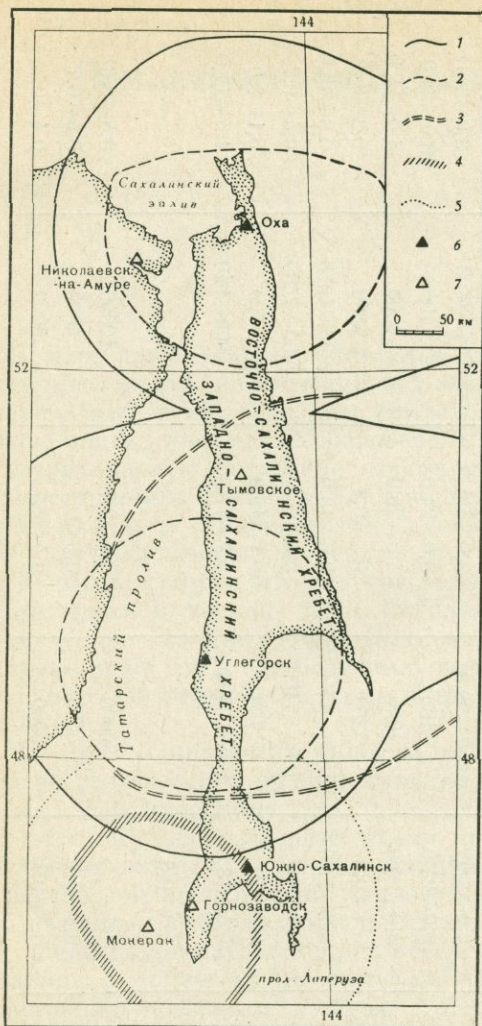 144
1
2
3
4
5
6
7
0 50 км
Сахалинский
залив
Оха
Николаевск-
-на-Амуре
52
52
ВОСТОЧНО-САХАЛИНСКИЙ ХРЕБЕТ
ЗАПАДНО-САХАЛИНСКИЙ ХРЕБЕТ
Тымовское
Татарский пролив
Углегорск
48
48
Южно-Сахалинск
Горнозаводск
Монерон
прол. Лаперуза
144